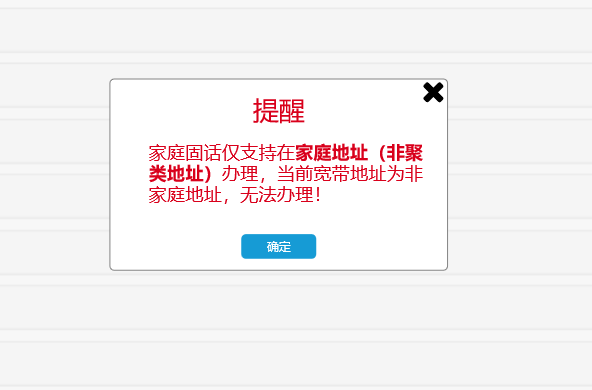 提醒
家庭固话仅支持在家庭地址（非聚
类地址）办理，当前宽带地址为非
家庭地址，无法办理！
确定